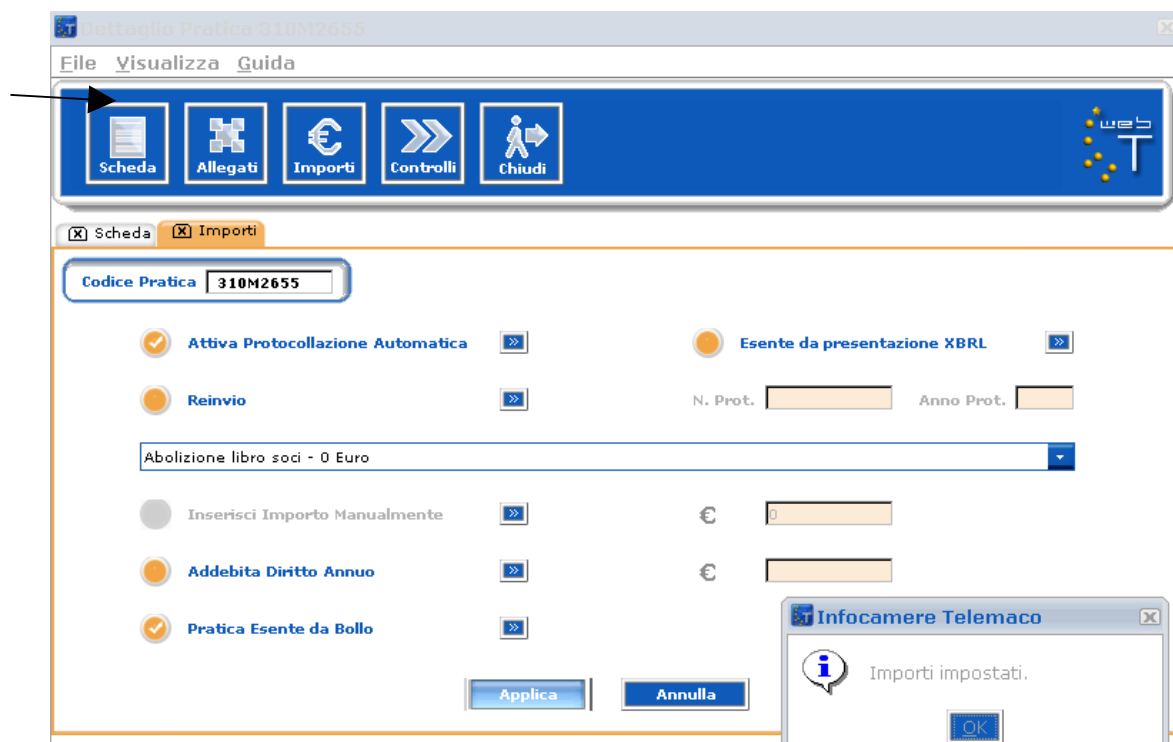 Dettaglio Pratica 310M2655
File Visualizza Guida
Scheda Allegati Importi Controlli Chiudi
web T
Scheda Importi
Codice Pratica 310M2655
Attiva Protocollazione Automatica Esente da presentazione XBRL
Reinvio N. Prot. Anno Prot.
Abolizione libro soci - 0 Euro
Inserisci Importo Manualmente € 0
Addebita Diritto Annuo €
Pratica Esente da Bollo
Infocamere Telemaco
Importi impostati.
Applica Annulla
OK